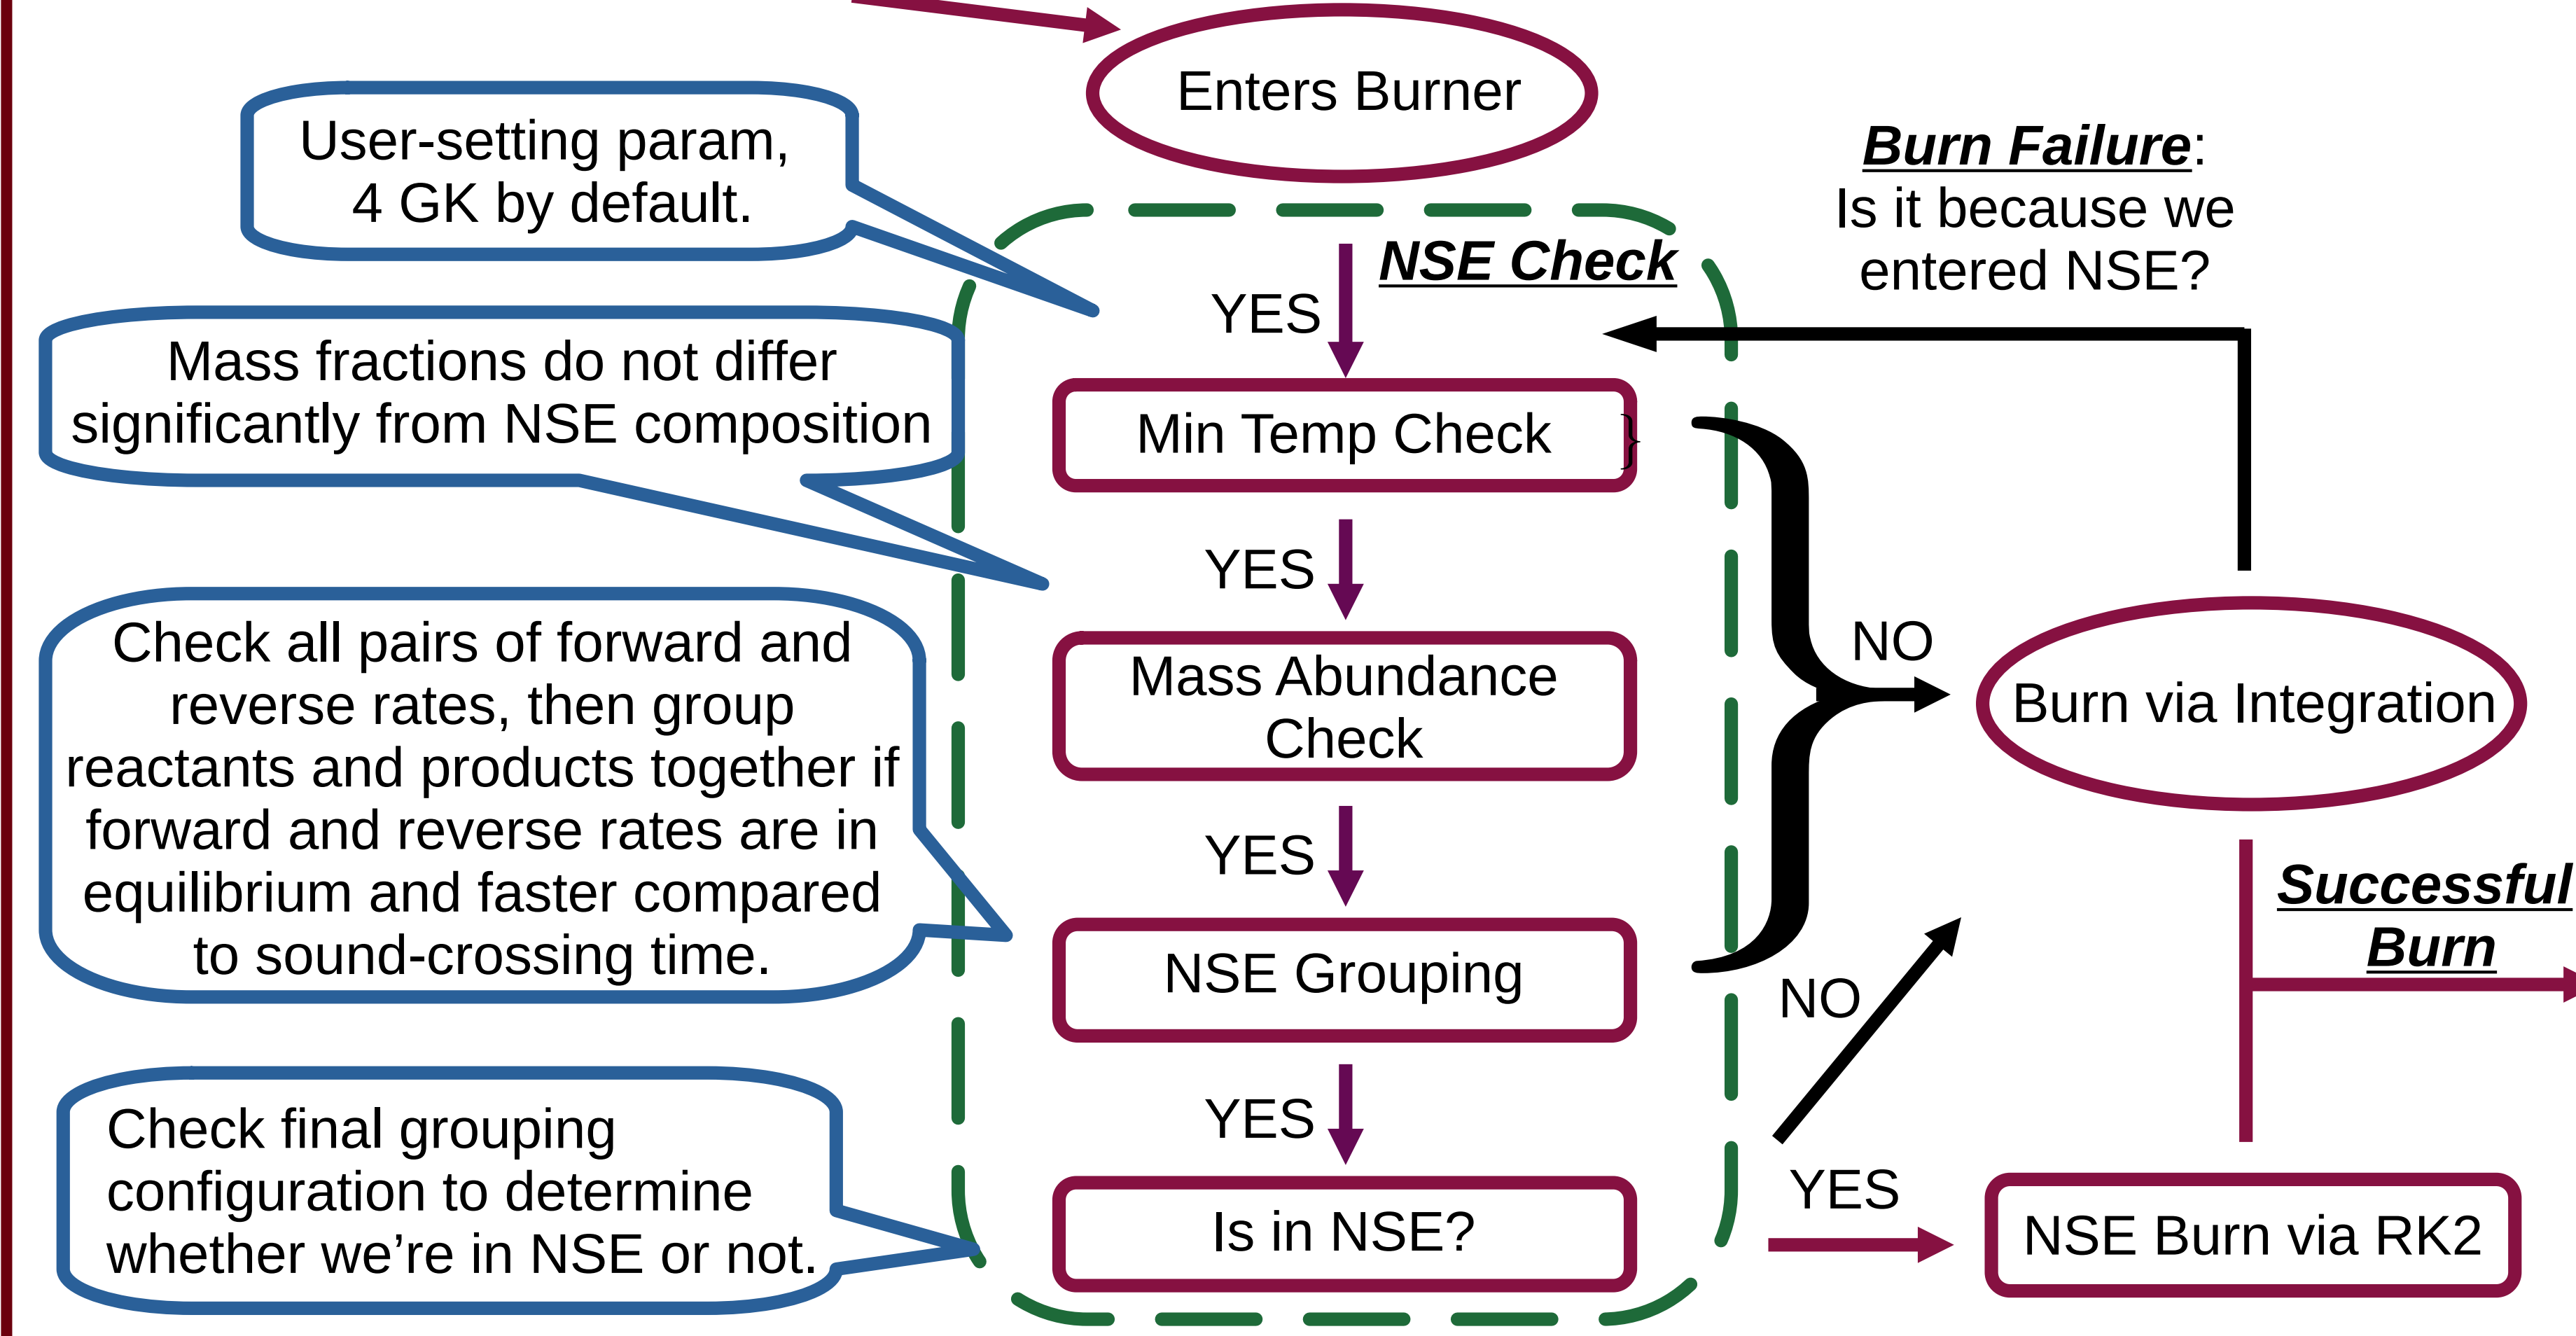 Enters Burner
User-setting param,
4 GK by default.
Burn Failure:
Is it because we
entered NSE?
NSE Check
YES
Mass fractions do not differ
significantly from NSE composition
Min Temp Check
}
YES
Check all pairs of forward and
reverse rates, then group
reactants and products together if
forward and reverse rates are in
equilibrium and faster compared
to sound-crossing time.
Mass Abundance
Check
NO
Burn via Integration
YES
Successful
Burn
NSE Grouping
NO
YES
Check final grouping
configuration to determine
whether we’re in NSE or not.
Is in NSE?
YES
NSE Burn via RK2